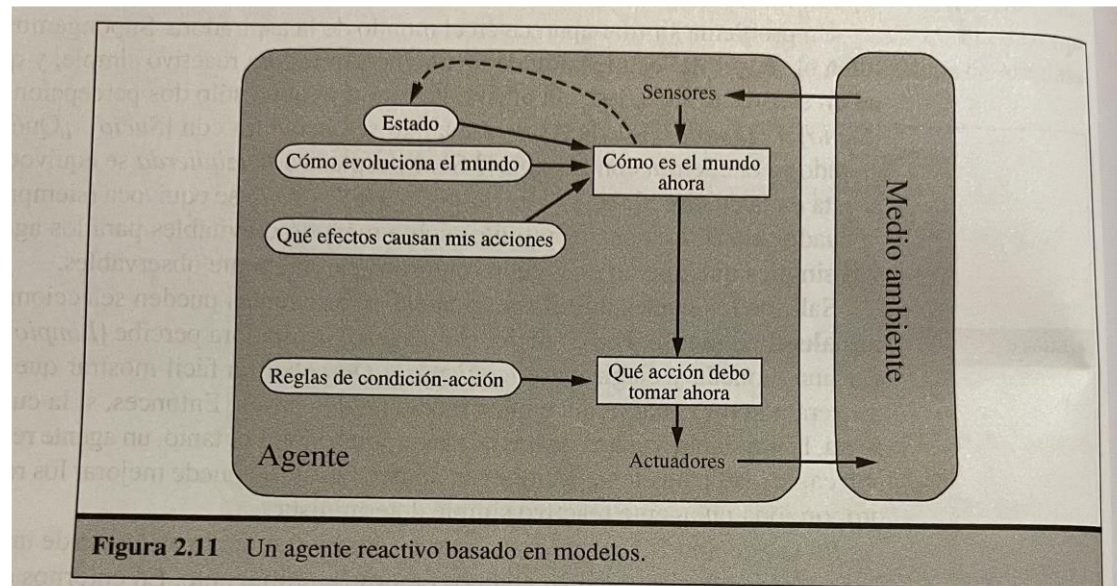 Sensores
Estado
Cómo evoluciona el mundo
Cómo es el mundo
ahora
Qué efectos causan mis acciones
Medio ambiente
Reglas de condición-acción
Qué acción debo
tomar ahora
Agente
Actuadores
Figura 2.11 Un agente reactivo basado en modelos.